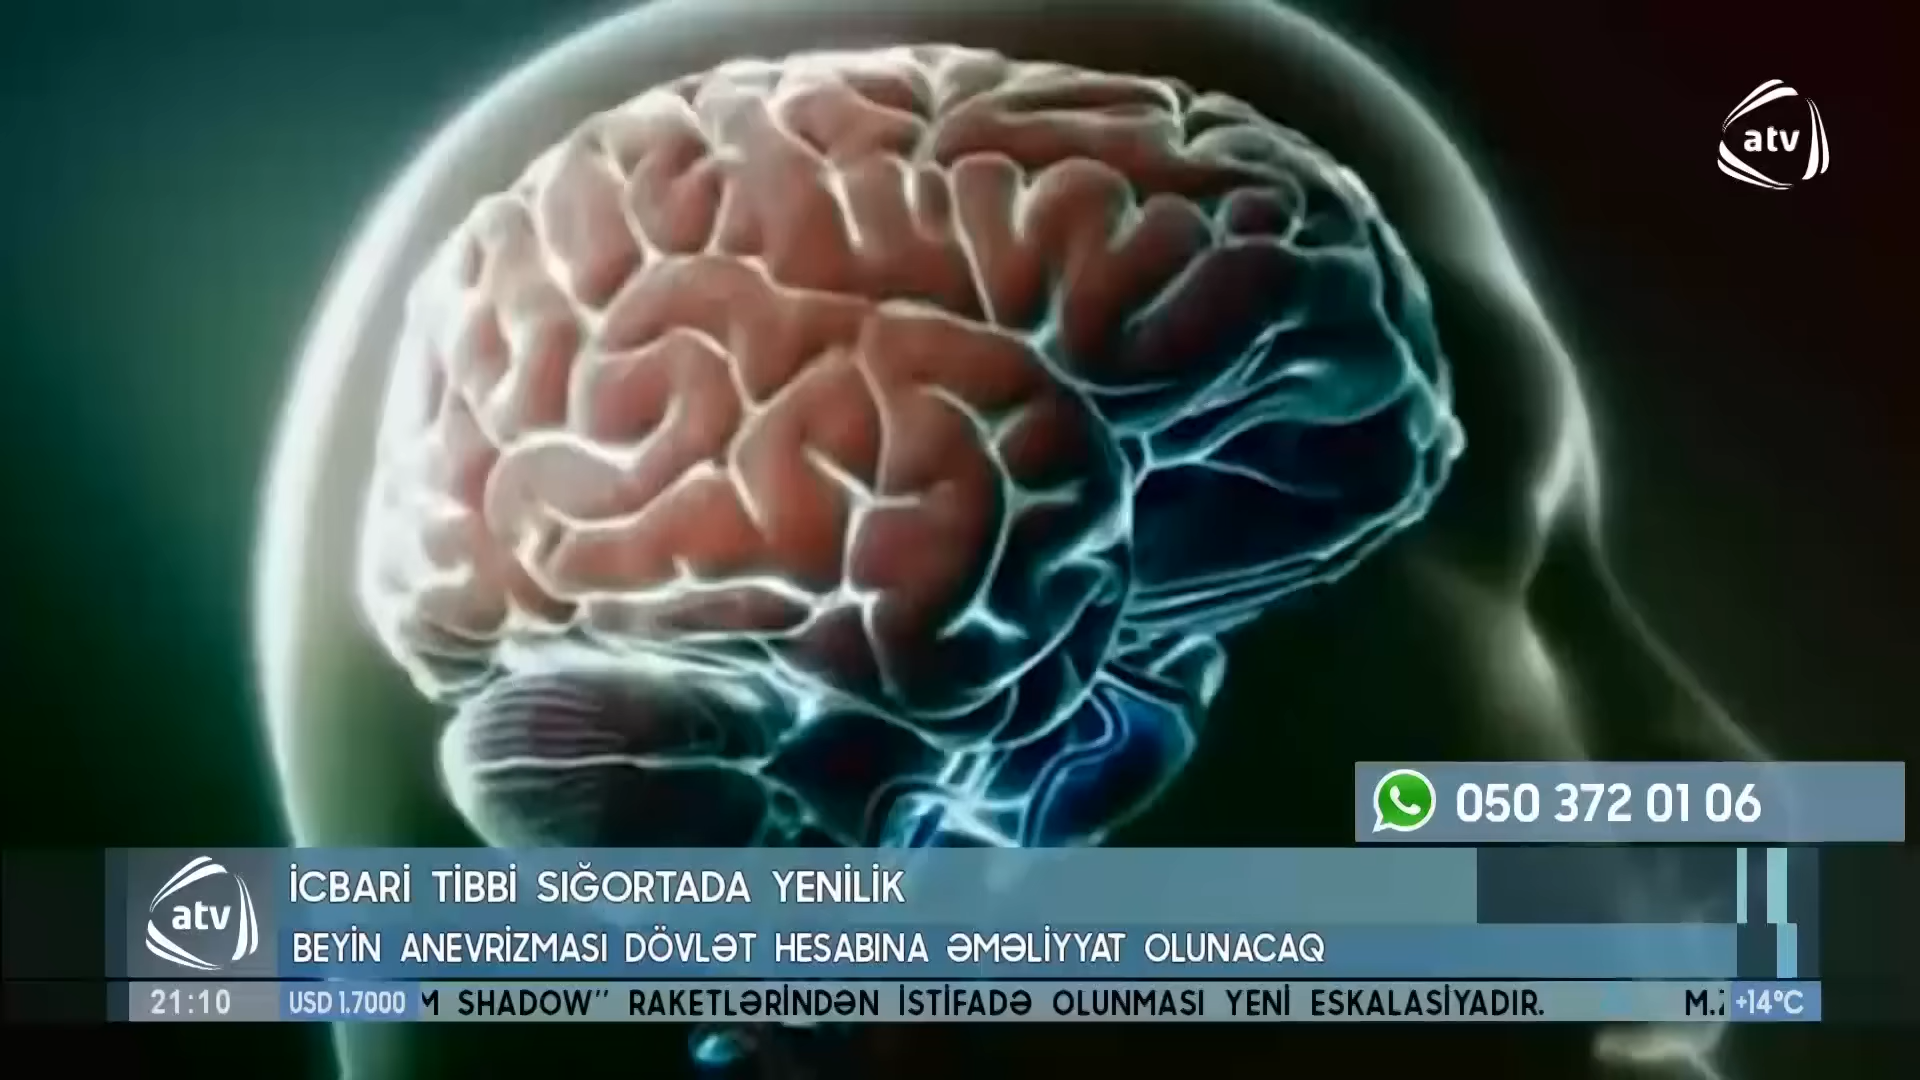 atv
050 372 01 06
atv
İCBARİ TİBBİ SIĞORTADA YENİLİK
BEYİN ANEVRİZMASI DÖVLƏT HESABINA ƏMƏLİYYAT OLUNACAQ
21:10 USD 1.7000 M SHADOW" RAKETLƏRİNDƏN İSTİFADƏ OLUNMASI YENİ ESKALASİYADIR. +14°C